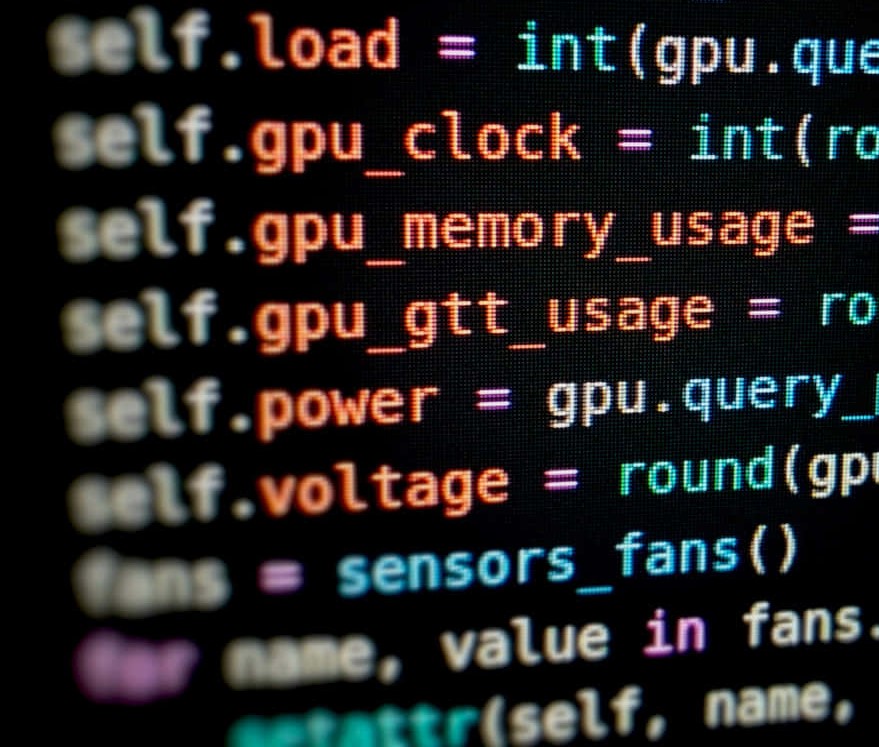 self.load = int(gpu.que
self.gpu_clock = int(ro
self.gpu_memory_usage =
self.gpu_gtt_usage = ro
self.power = gpu.query_
self.voltage = round(gpu
fans = sensors_fans()
for name, value in fans.
setattr(self, name,